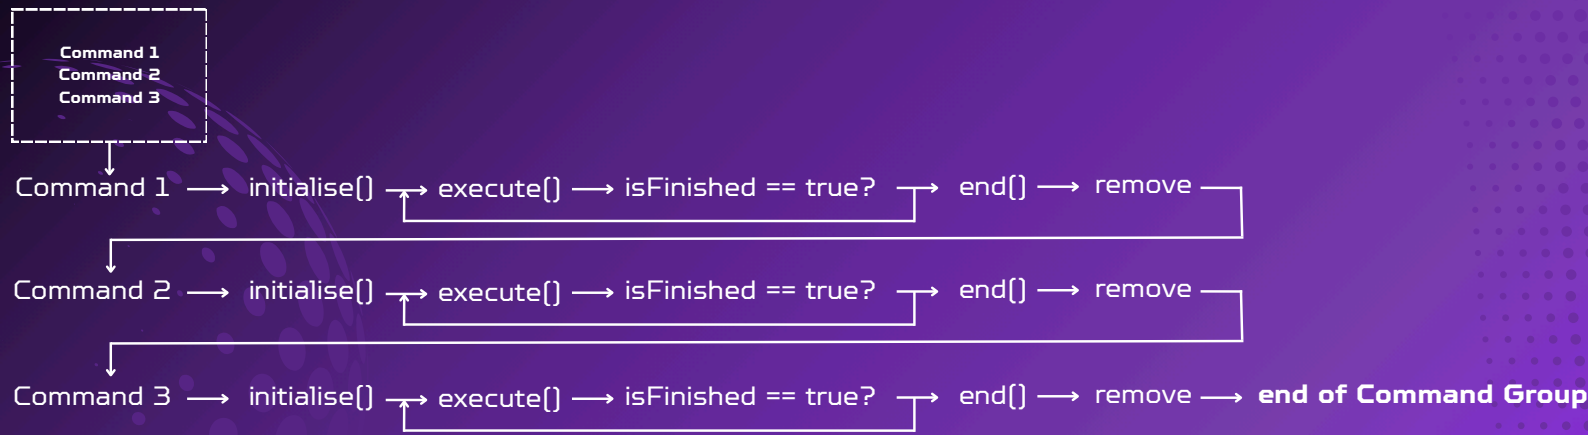 Command 1
Command 2
Command 3
Command 1 initialise() execute() isFinished == true? end() remove
Command 2 initialise() execute() isFinished == true? end() remove
Command 3 initialise() execute() isFinished == true? end() remove end of Command Group